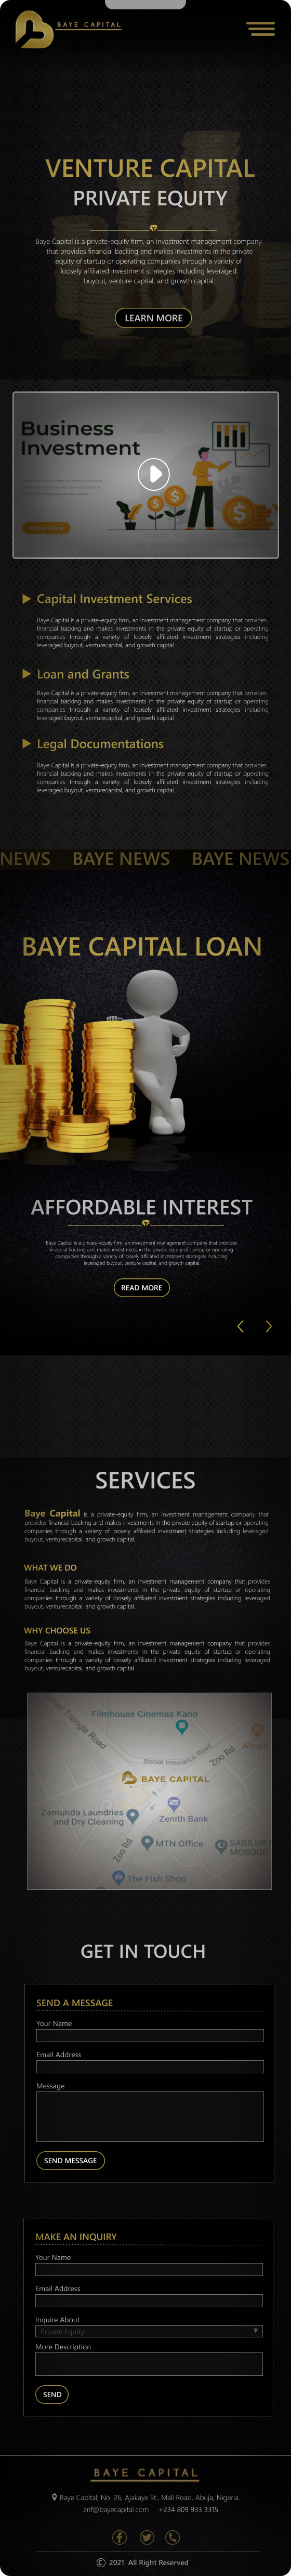 BAYE CAPITAL
VENTURE CAPITAL
PRIVATE EQUITY
Baye Capital is a private-equity firm, an investment management company
that provides financial backing and makes investments in the private
equity of startup or operating companies through a variety of
loosely affiliated investment strategies including leveraged
buyout, venture capital, and growth capital.
LEARN MORE
Business
Investment
Capital Investment Services
Baye Capital is a private-equity firm, an investment management company that provides
financial backing and makes investments in the private equity of startup or operating
companies through a variety of loosely affiliated investment strategies including
leveraged buyout, venturecapital, and growth capital.
Loan and Grants
Baye Capital is a private-equity firm, an investment management company that provides
financial backing and makes investments in the private equity of startup or operating
companies through a variety of loosely affiliated investment strategies including
leveraged buyout, venturecapital, and growth capital.
Legal Documentations
Baye Capital is a private-equity firm, an investment management company that provides
financial backing and makes investments in the private equity of startup or operating
companies through a variety of loosely affiliated investment strategies including
leveraged buyout, venturecapital, and growth capital.
NEWS BAYE NEWS BAYE NEWS
BAYE CAPITAL LOAN
AFFORDABLE INTEREST
Baye Capital is a private-equity firm, an investment management company that provides
financial backing and makes investments in the private equity of startup or operating
companies through a variety of loosely affiliated investment strategies including
leveraged buyout, venture capital, and growth capital.
READ MORE
SERVICES
Baye Capital is a private-equity firm, an investment management company that
provides financial backing and makes investments in the private equity of startup or operating
companies through a variety of loosely affiliated investment strategies including leveraged
buyout, venturecapital, and growth capital.
WHAT WE DO
Baye Capital is a private-equity firm, an investment management company that provides
financial backing and makes investments in the private equity of startup or operating
companies through a variety of loosely affiliated investment strategies including leveraged
buyout, venturecapital, and growth capital.
WHY CHOOSE US
Baye Capital is a private-equity firm, an investment management company that provides
financial backing and makes investments in the private equity of startup or operating
companies through a variety of loosely affiliated investment strategies including leveraged
buyout, venturecapital, and growth capital.
Triangle Road
Filmhouse Cinemas Kano
Social Insurance Road
Zoo Rd
BAYE CAPITAL
Zamunda Laundries
and Dry Cleaning
Zenith Bank
Zoo Rd
MTN Office
MOSQUE
The Fish Shop
GET IN TOUCH
SEND A MESSAGE
Your Name
Email Address
Message
SEND MESSAGE
MAKE AN INQUIRY
Your Name
Email Address
Inquire About
Private Equity
More Description
SEND
BAYE CAPITAL
Baye Capital, No. 26, Ajakaye St., Mall Road, Abuja, Nigeria.
arif@bayecapital.com +234 809 933 3315
© 2021 All Right Reserved